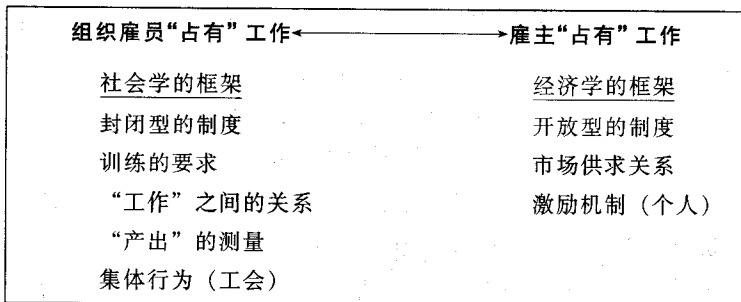 组织雇员“占有”工作 雇主“占有”工作
社会学的框架 经济学的框架
封闭型的制度 开放型的制度
训练的要求 市场供求关系
“工作”之间的关系 激励机制（个人）
“产出”的测量
集体行为（工会）